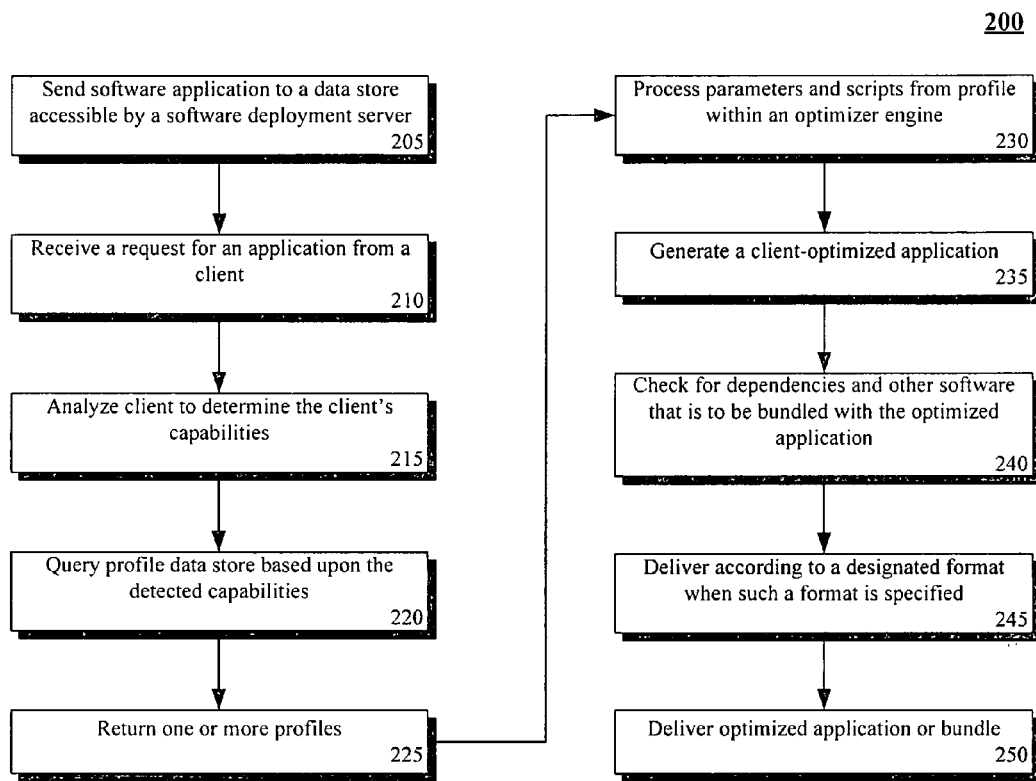 200
Send software application to a data store
accessible by a software deployment server
205
Receive a request for an application from a
client
210
Analyze client to determine the client's
capabilities
215
Query profile data store based upon the
detected capabilities
220
Return one or more profiles
225
Process parameters and scripts from profile
within an optimizer engine
230
Generate a client-optimized application
235
Check for dependencies and other software
that is to be bundled with the optimized
application
240
Deliver according to a designated format
when such a format is specified
245
Deliver optimized application or bundle
250